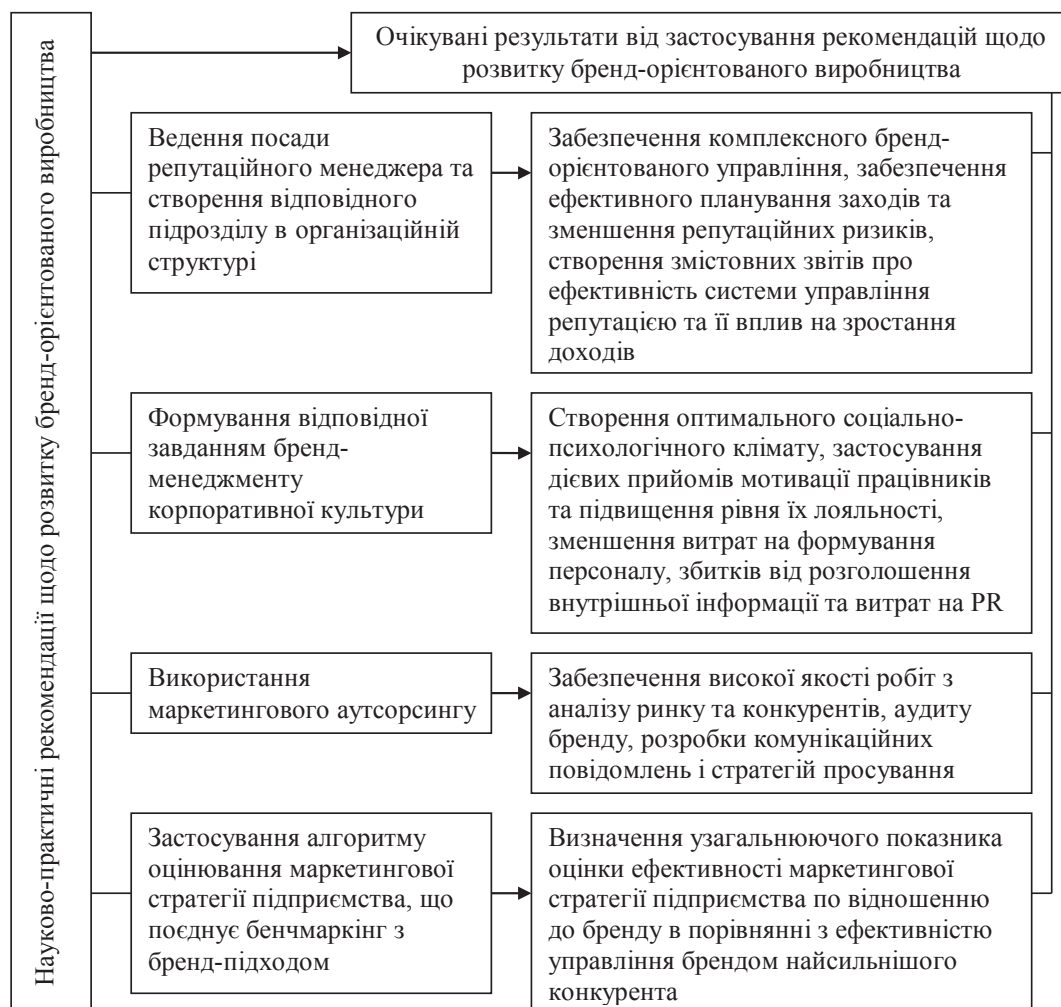 Науково-практичні рекомендації щодо розвитку бренд-орієнтованого виробництва
Очікувані результати від застосування рекомендацій щодо
розвитку бренд-орієнтованого виробництва
Ведення посади
репутаційного менеджера та
створення відповідного
підрозділу в організаційній
структурі
Забезпечення комплексного бренд-
орієнтованого управління, забезпечення
ефективного планування заходів та
зменшення репутаційних ризиків,
створення змістовних звітів про
ефективність системи управління
репутацією та її вплив на зростання
доходів
Формування відповідної
завданням бренд-
менеджменту
корпоративної культури
Створення оптимального соціально-
психологічного клімату, застосування
дієвих прийомів мотивації працівників
та підвищення рівня їх лояльності,
зменшення витрат на формування
персоналу, збитків від розголошення
внутрішньої інформації та витрат на PR
Використання
маркетингового аутсорсингу
Забезпечення високої якості робіт з
аналізу ринку та конкурентів, аудиту
бренду, розробки комунікаційних
повідомлень і стратегій просування
Застосування алгоритму
оцінювання маркетингової
стратегії підприємства, що
поєднує бенчмаркінг з
бренд-підходом
Визначення узагальнюючого показника
оцінки ефективності маркетингової
стратегії підприємства по відношенню
до бренду в порівнянні з ефективністю
управління брендом найсильнішого
конкурента